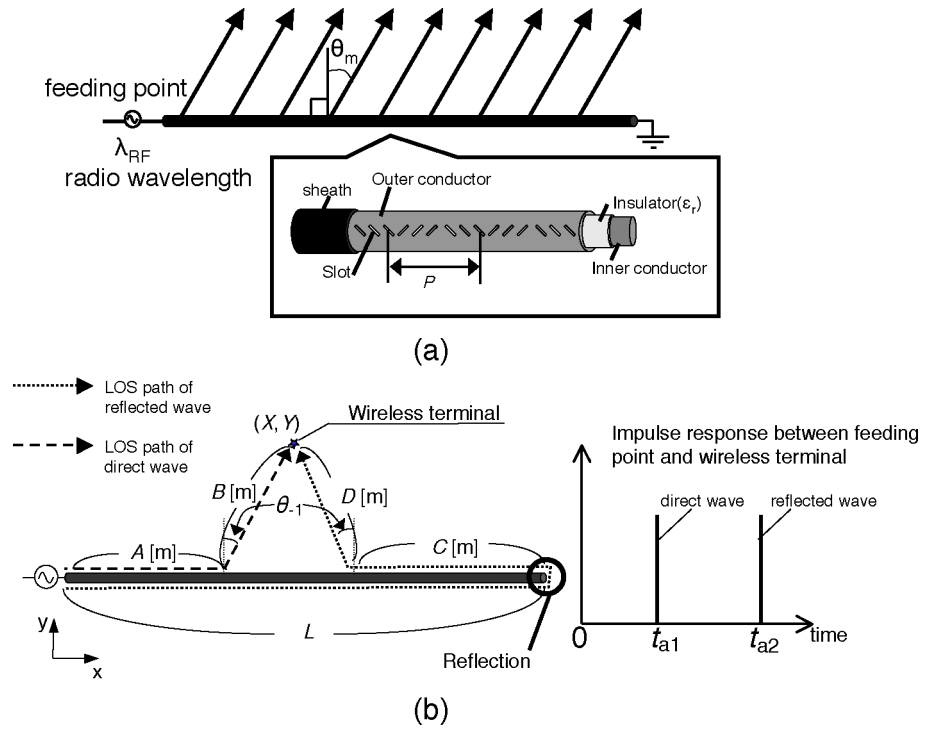 θm
feeding point
λRF
radio wavelength
Outer conductor
sheath
Insulator(εr)
Slot
P
Inner conductor
(a)
LOS path of
reflected wave
LOS path of
direct wave
Wireless terminal
(X, Y)
B [m]
θ-1
D [m]
A [m]
C [m]
L
y
x
Reflection
Impulse response between feeding
point and wireless terminal
direct wave
reflected wave
0
ta1
ta2
time
(b)